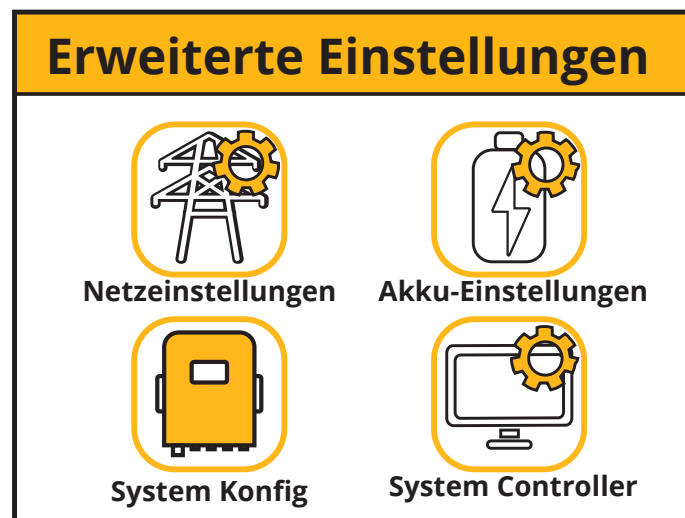 Erweiterte Einstellungen
Netzeinstellungen
Akku-Einstellungen
System Konfig
System Controller